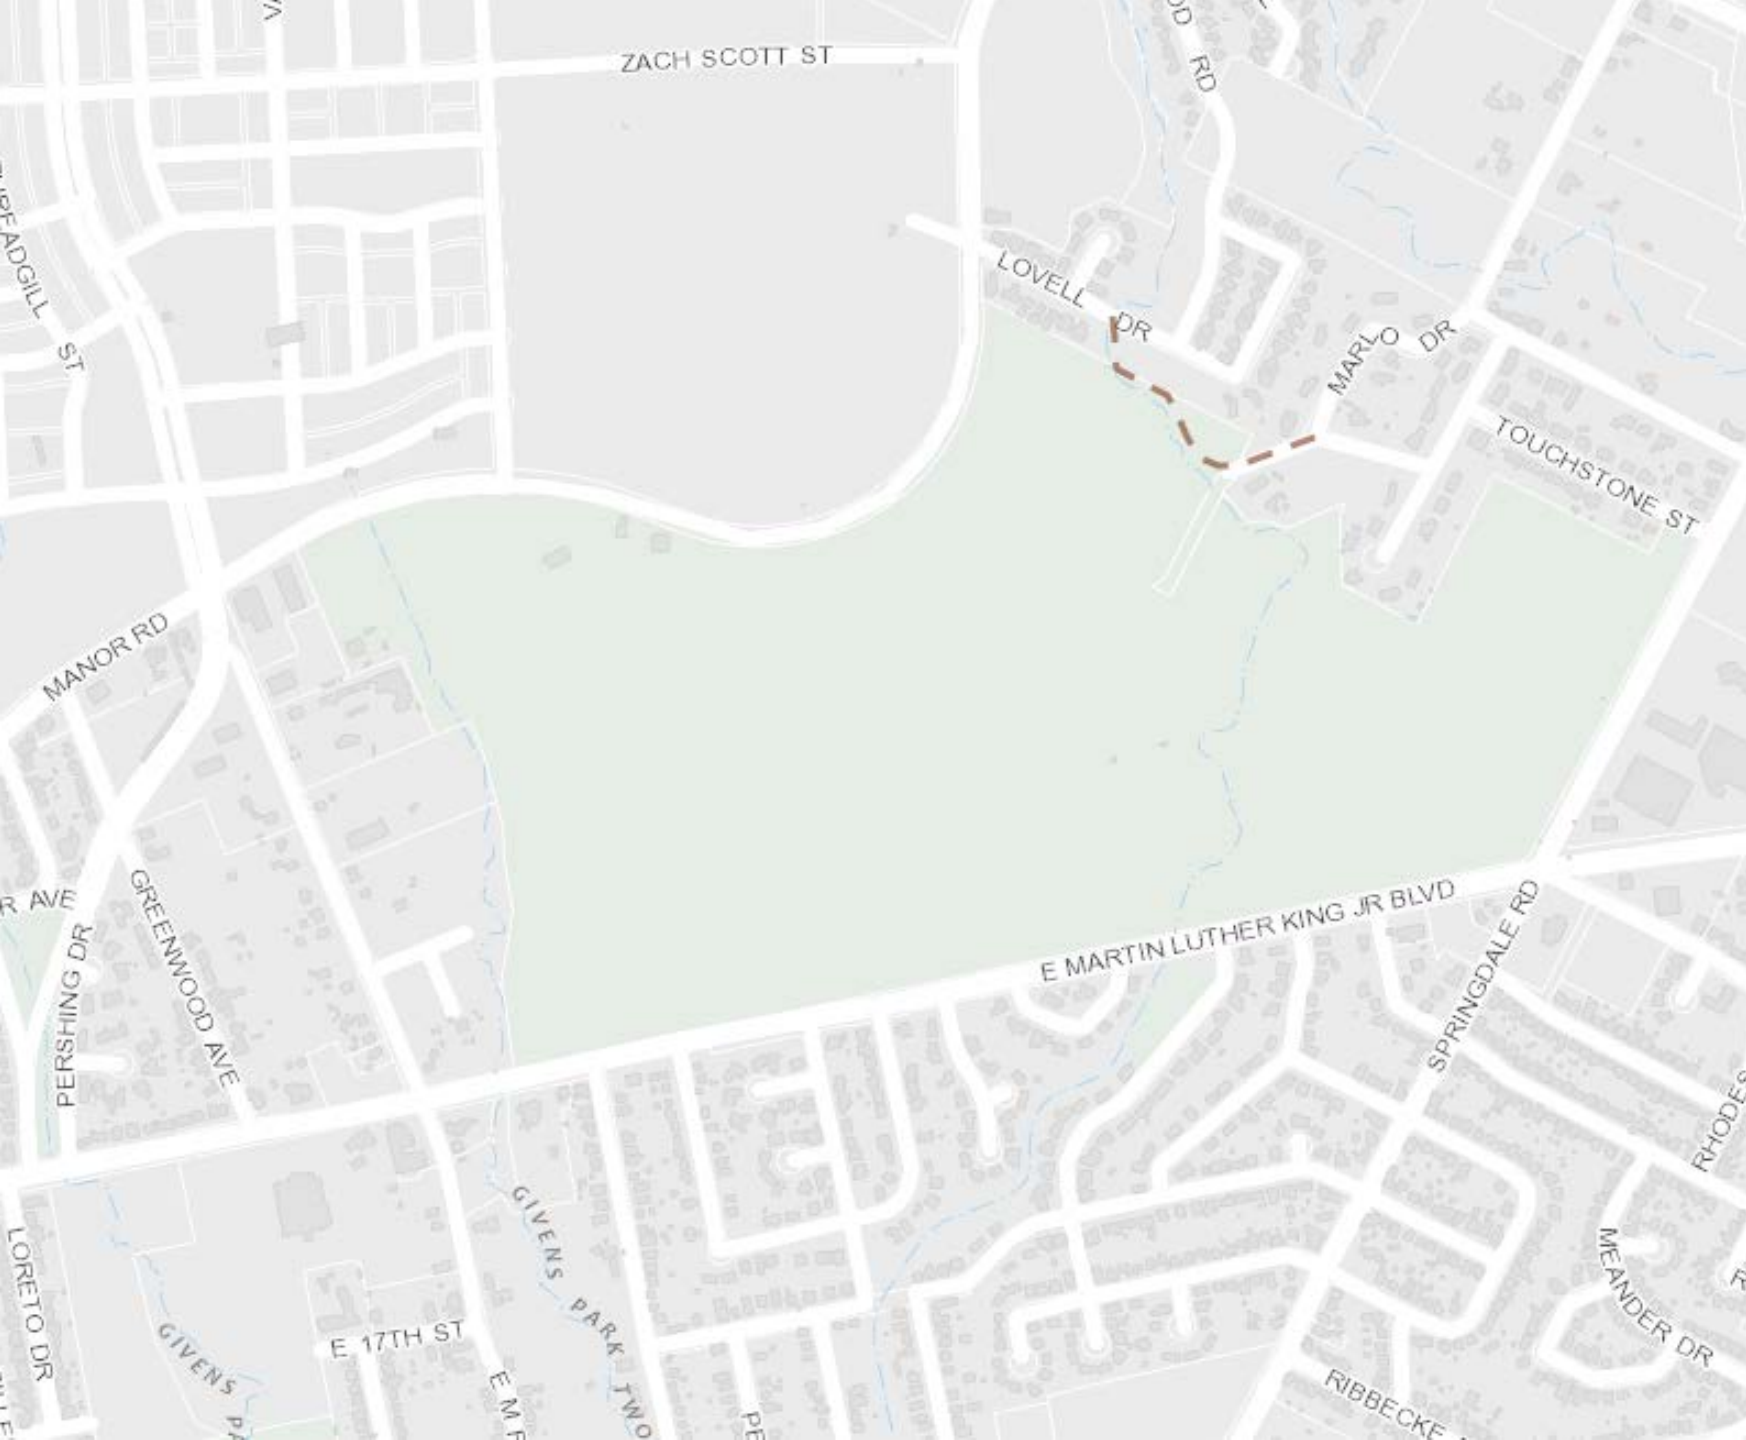 ZACH SCOTT ST
RD
THREADGILL ST
LOVELL DR
MARLO DR
TOUCHSTONE ST
MANOR RD
AVE
GREENWOOD AVE
PERSHING DR
E MARTIN LUTHER KING JR BLVD
SPRINGDALE RD
RHODES
GIVENS PARK TWO
LORETO DR
GIVENS
E 17TH ST
MEANDER DR
RIBBECKE